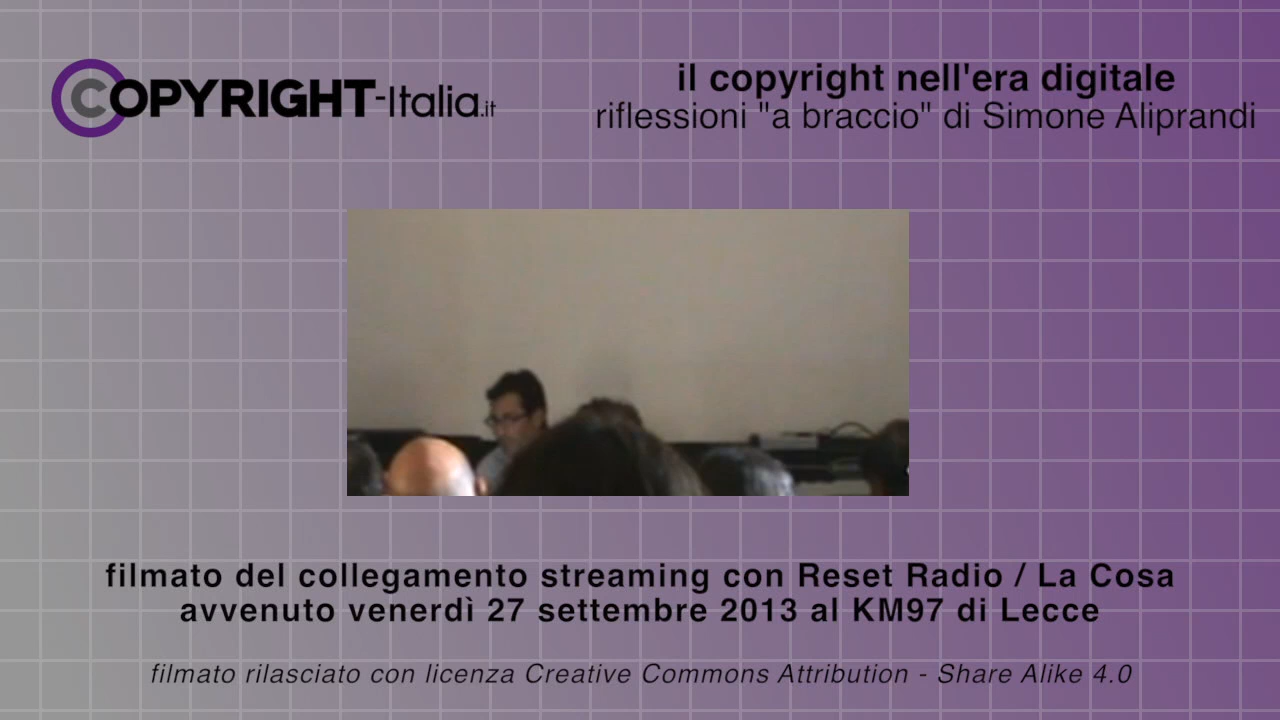 COPYRIGHT-Italia.it
il copyright nell'era digitale
riflessioni "a braccio" di Simone Aliprandi
filmato del collegamento streaming con Reset Radio / La Cosa
avvenuto venerdì 27 settembre 2013 al KM97 di Lecce
filmato rilasciato con licenza Creative Commons Attribution - Share Alike 4.0